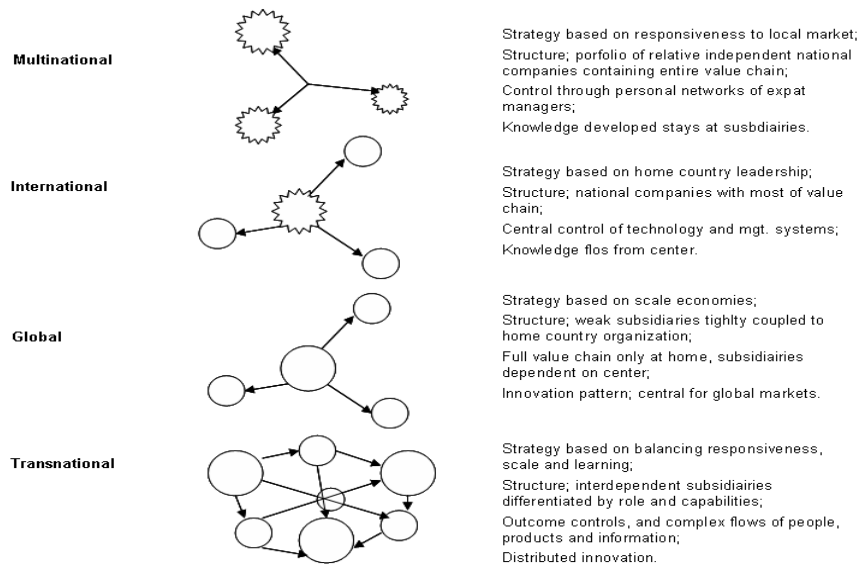 Multinational
Strategy based on responsiveness to local market;
Structure; porfolio of relative independent national
companies containing entire value chain;
Control through personal networks of expat
managers;
Knowledge developed stays at susbdiairies.
International
Strategy based on home country leadership;
Structure; national companies with most of value
chain;
Central control of technology and mgt. systems;
Knowledge flos from center.
Global
Strategy based on scale economies;
Structure; weak subsidiaries tighlty coupled to
home country organization;
Full value chain only at home, subsidiairies
dependent on center;
Innovation pattern; central for global markets.
Transnational
Strategy based on balancing responsiveness,
scale and learning;
Structure; interdependent subsidiairies
differentiated by role and capabilities;
Outcome controls, and complex flows of people,
products and information;
Distributed innovation.